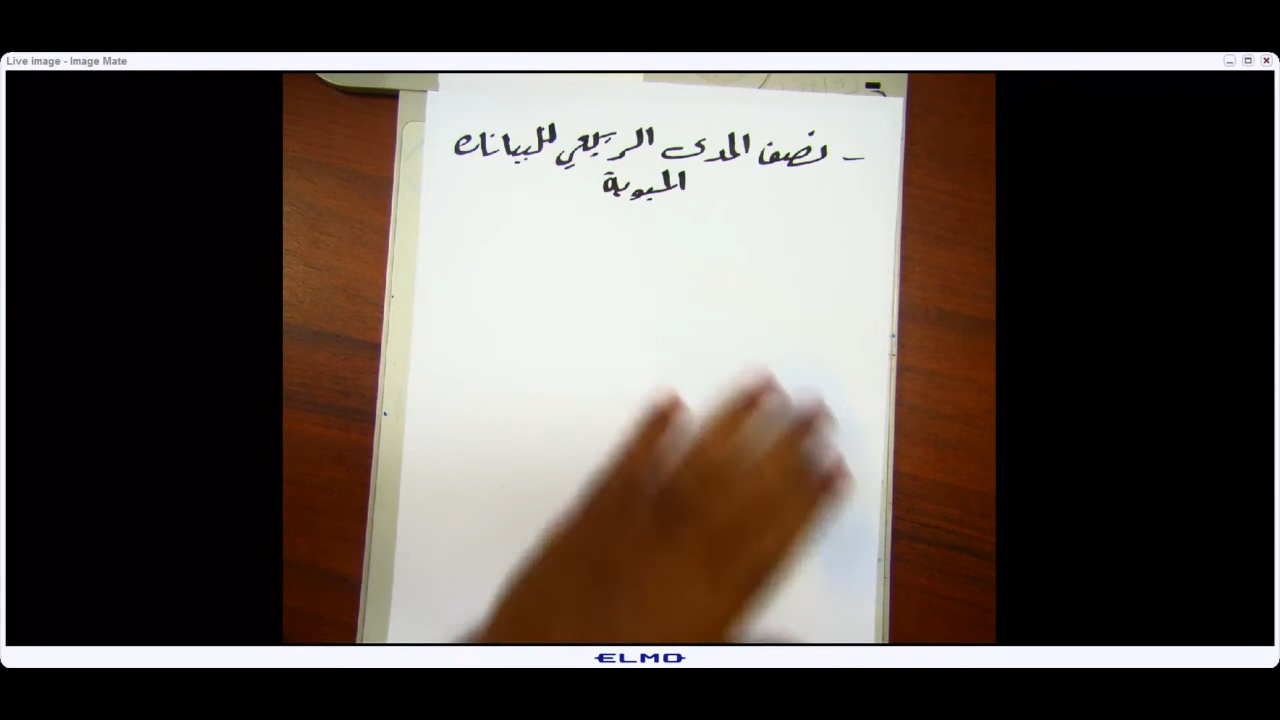 Live image - Image Mate
- نصف المدى الربيعي للبيانات
المبوبة
ELMO